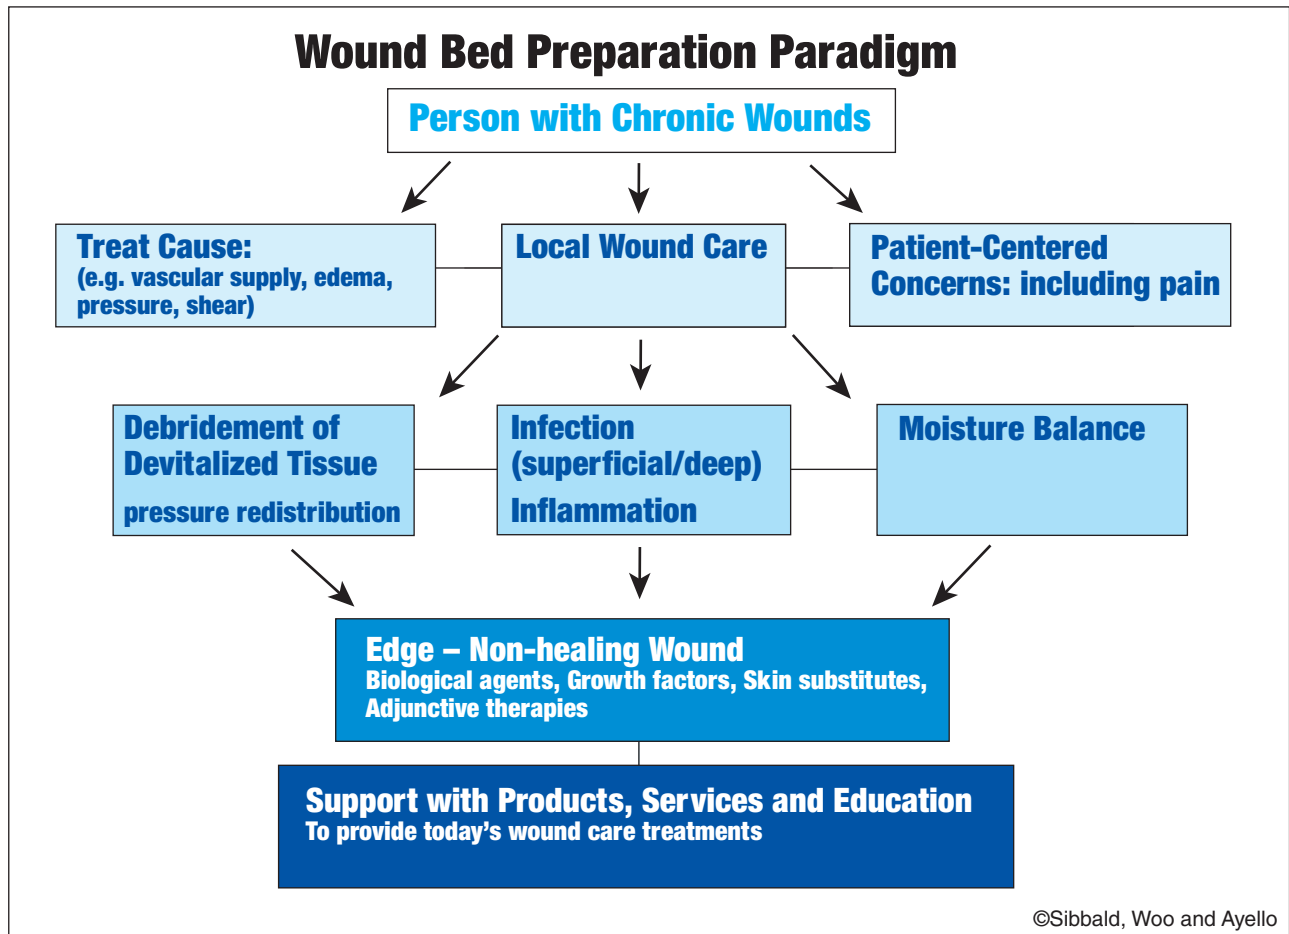 Wound Bed Preparation Paradigm
Person with Chronic Wounds
Treat Cause:
(e.g. vascular supply, edema,
pressure, shear)
Local Wound Care
Patient-Centered
Concerns: including pain
Debridement of
Devitalized Tissue
pressure redistribution
Infection
(superficial/deep)
Inflammation
Moisture Balance
Edge – Non-healing Wound
Biological agents, Growth factors, Skin substitutes,
Adjunctive therapies
Support with Products, Services and Education
To provide today's wound care treatments
©Sibbald, Woo and Ayello